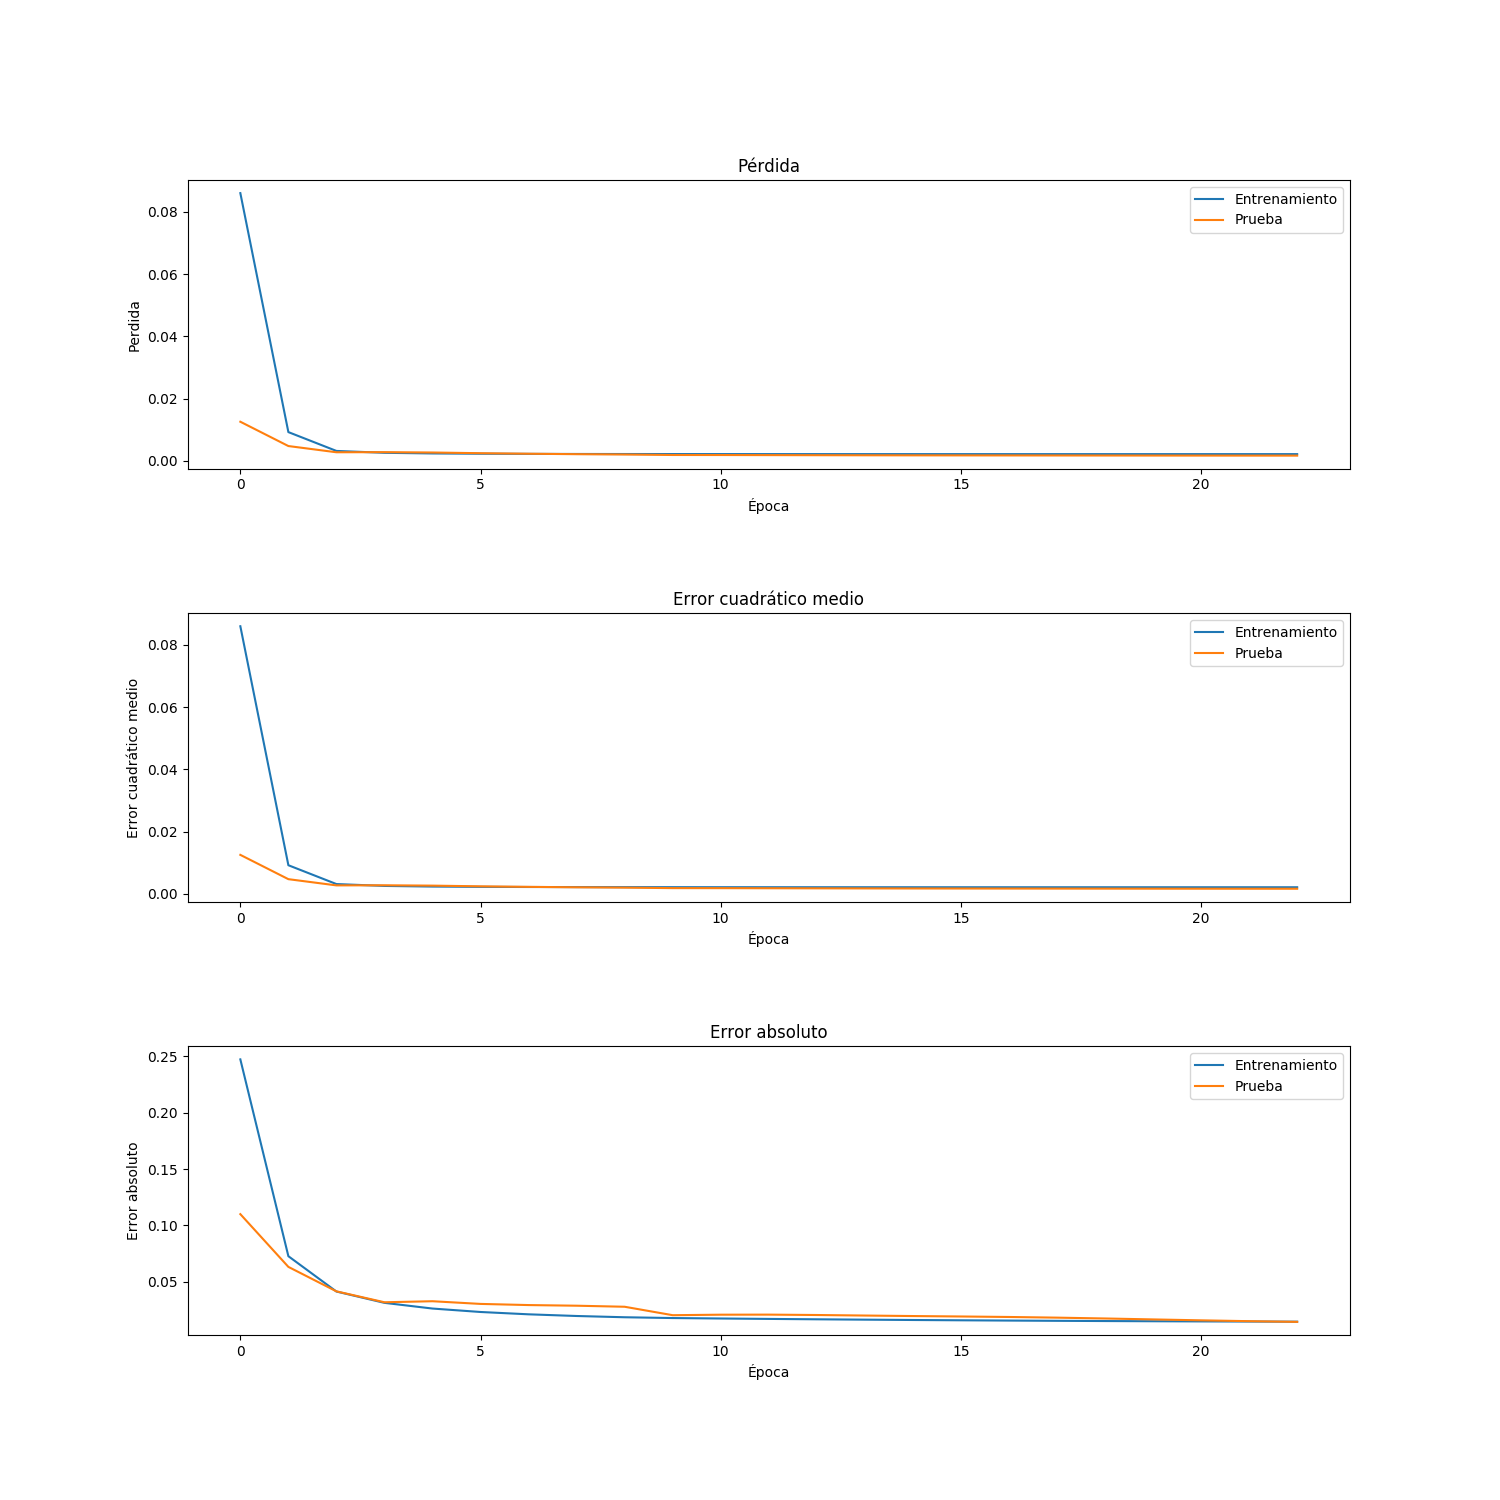 Pérdida
0.08
0.06
0.04
0.02
0.00
Perdida
Entrenamiento
Prueba
0 5 10 15 20
Época
Error cuadrático medio
0.08
0.06
0.04
0.02
0.00
Error cuadrático medio
Entrenamiento
Prueba
0 5 10 15 20
Época
Error absoluto
0.25
0.20
0.15
0.10
0.05
Error absoluto
Entrenamiento
Prueba
0 5 10 15 20
Época